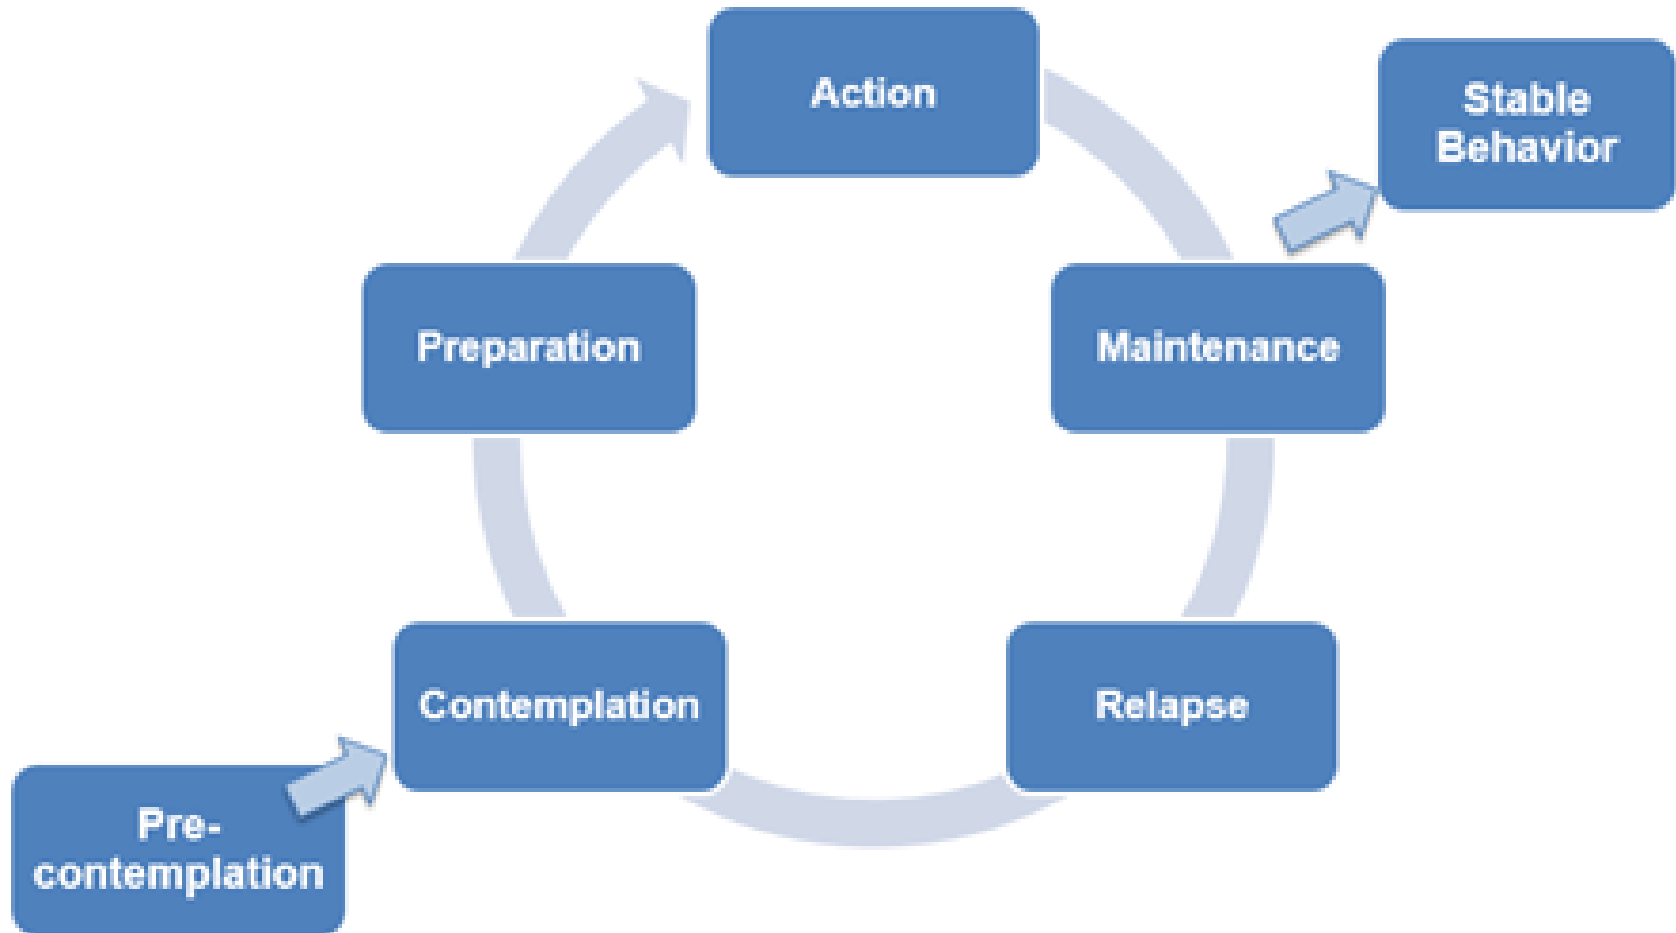 Action
Stable
Behavior
Preparation
Maintenance
Contemplation
Relapse
Pre-
contemplation